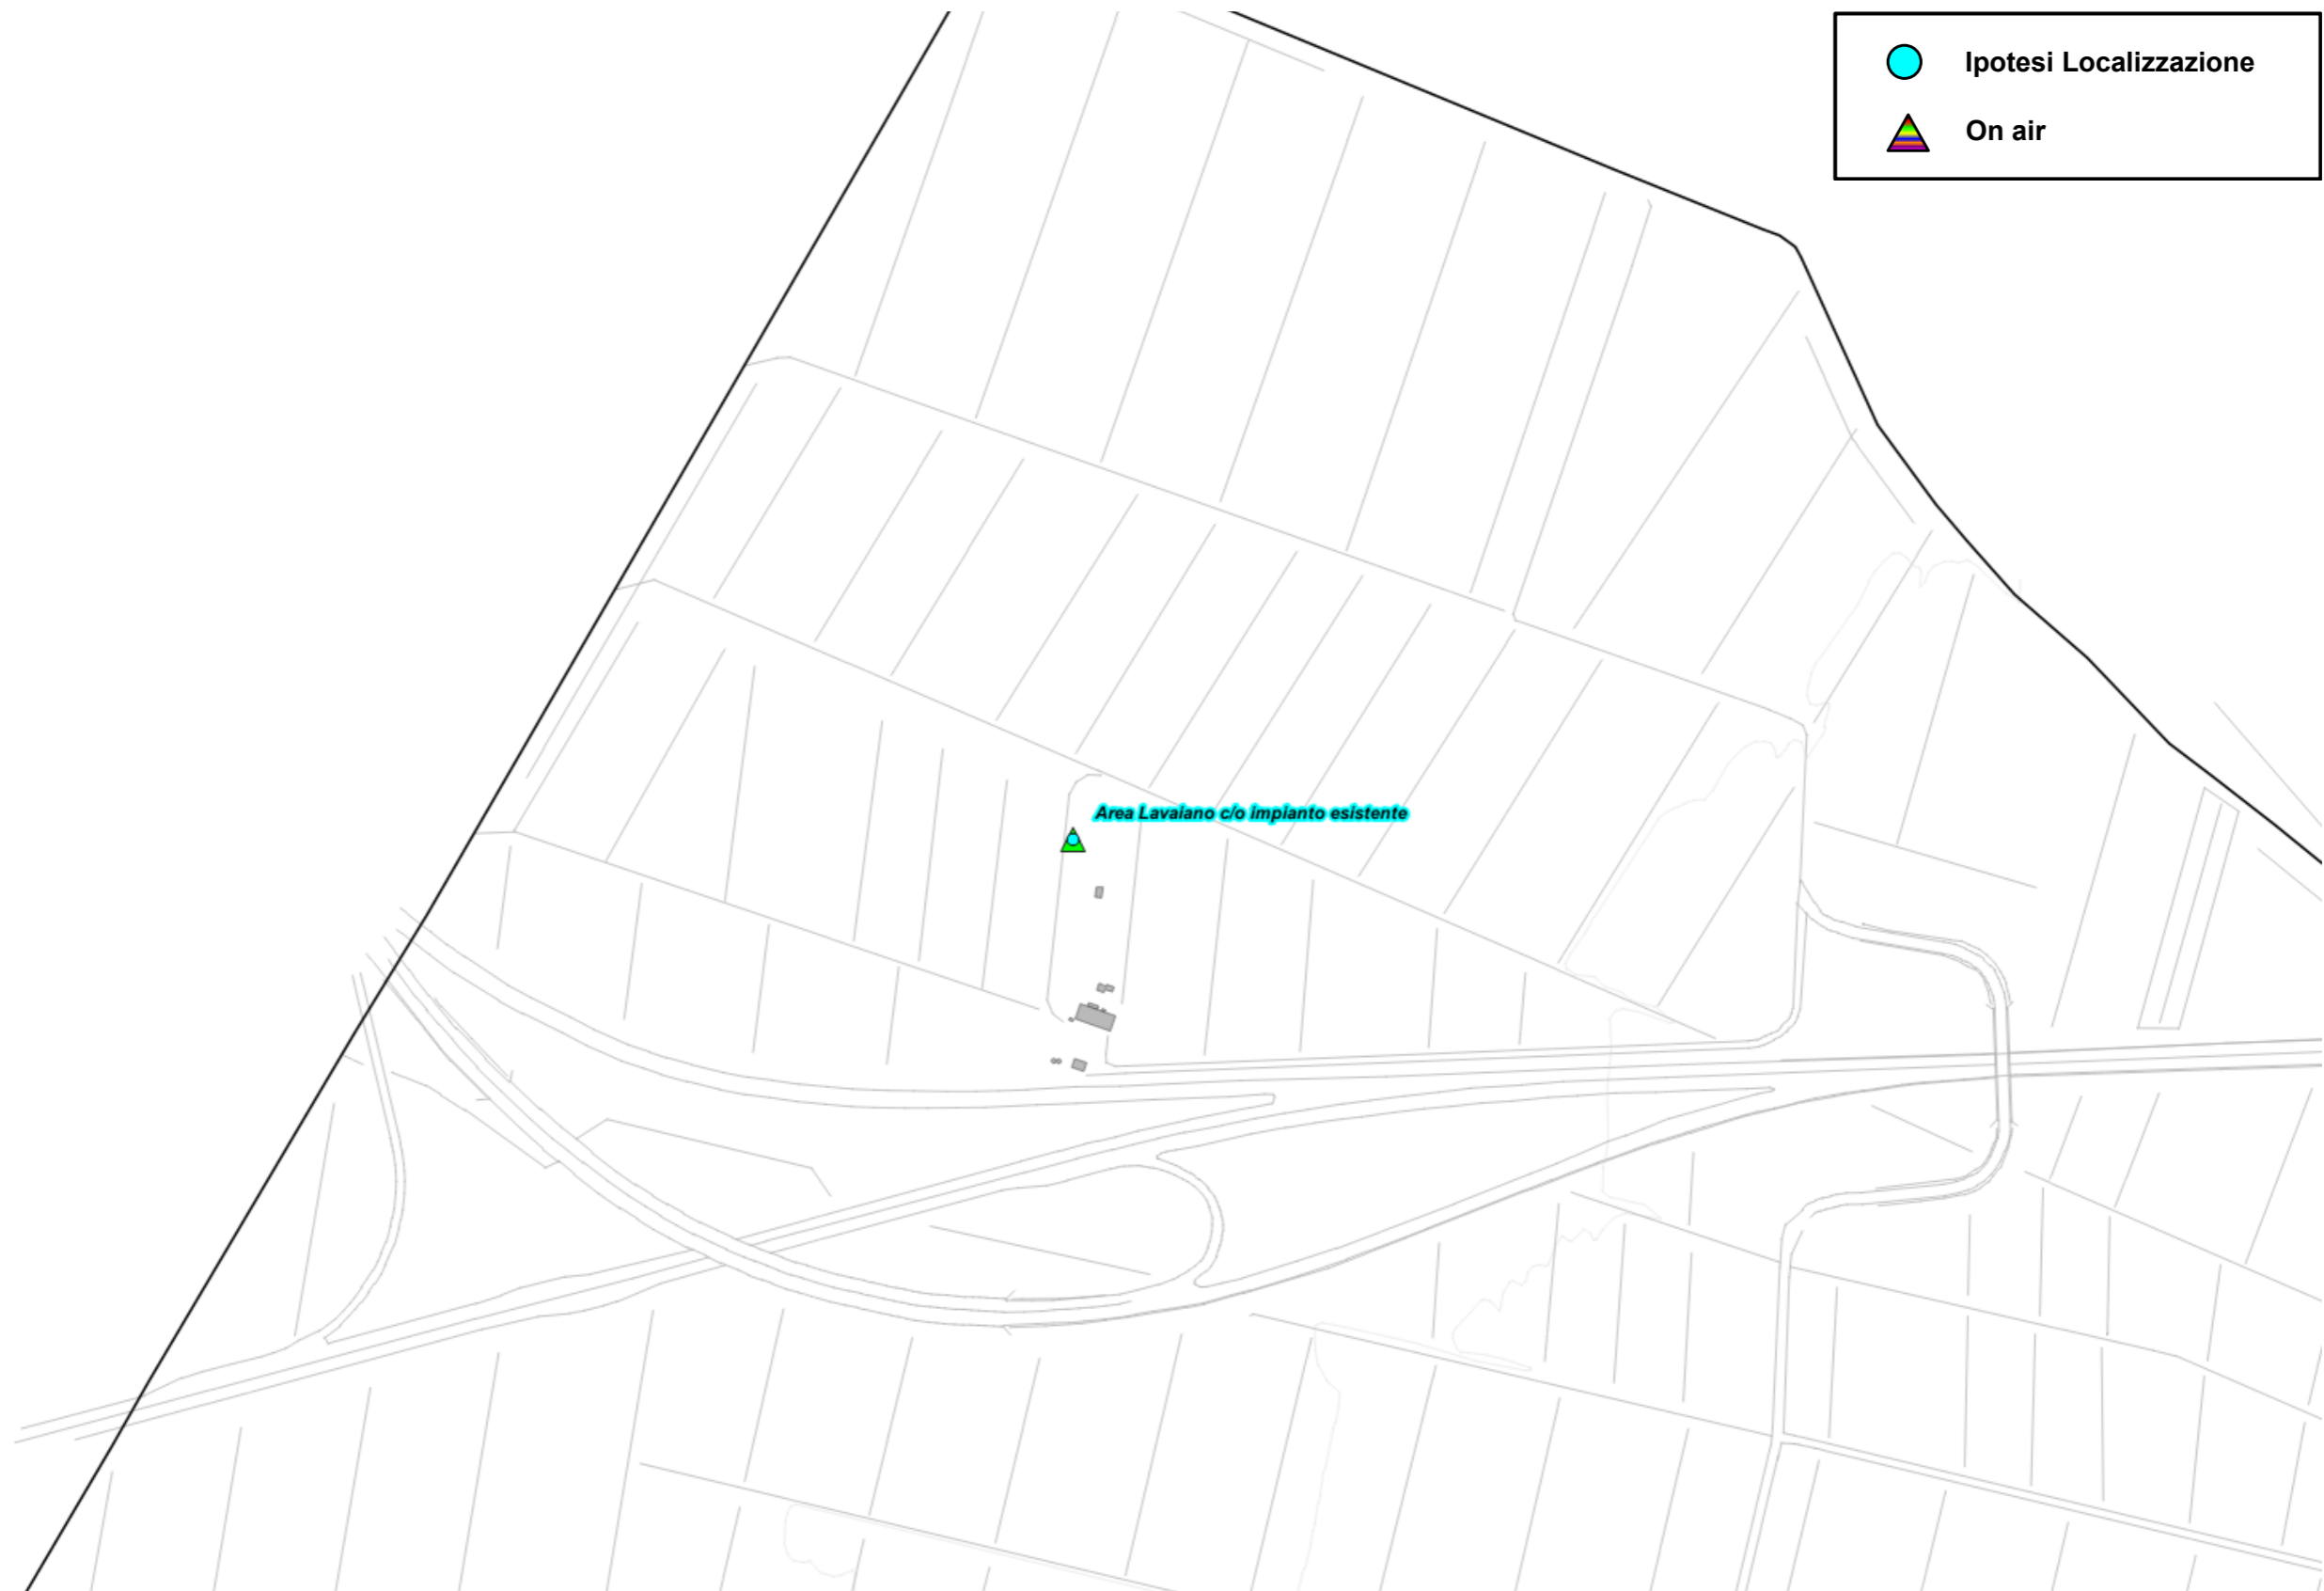 Ipotesi Localizzazione
On air
Area Lavaiano c/o impianto esistente